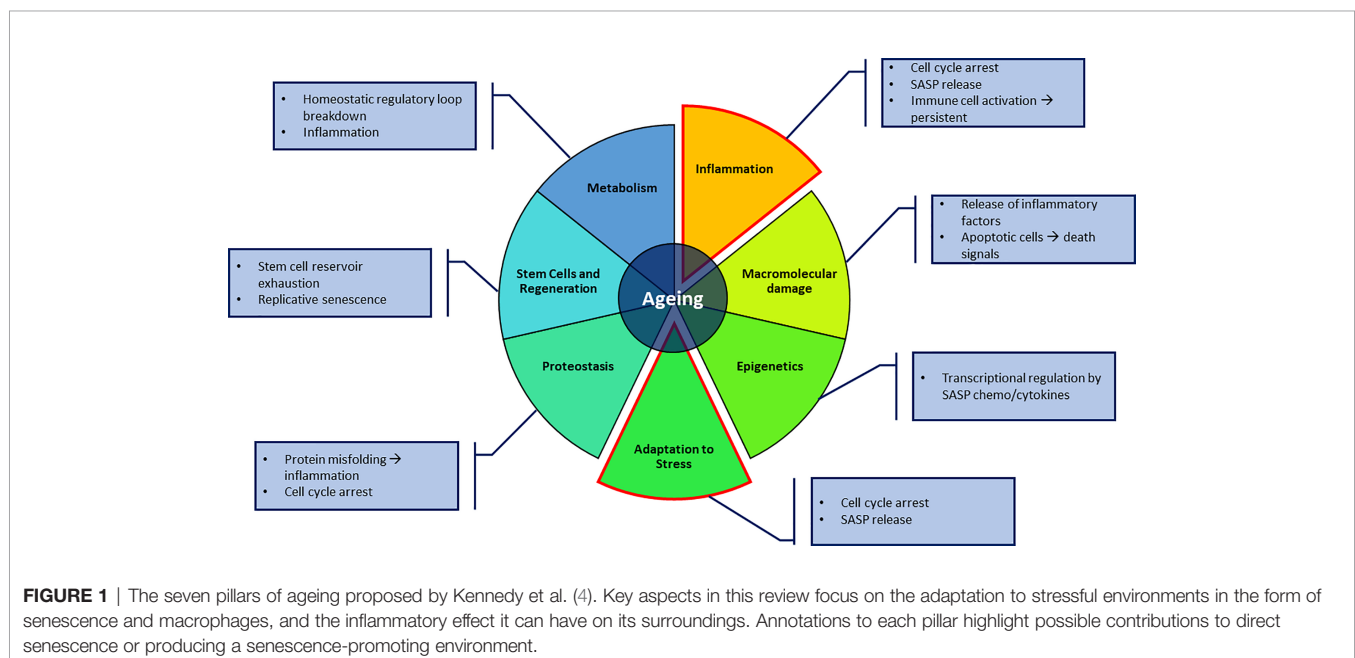 • Cell cycle arrest
• SASP release
• Immune cell activation →
persistent
• Homeostatic regulatory loop
breakdown
• Inflammation
Inflammation
Metabolism
• Release of inflammatory
factors
• Apoptotic cells → death
signals
Macromolecular
damage
Stem Cells and
Regeneration
• Stem cell reservoir
exhaustion
• Replicative senescence
Ageing
Proteostasis
Epigenetics
• Transcriptional regulation by
SASP chemo/cytokines
Adaptation to
Stress
• Protein misfolding →
inflammation
• Cell cycle arrest
• Cell cycle arrest
• SASP release
FIGURE 1 | The seven pillars of ageing proposed by Kennedy et al. (4). Key aspects in this review focus on the adaptation to stressful environments in the form of
senescence and macrophages, and the inflammatory effect it can have on its surroundings. Annotations to each pillar highlight possible contributions to direct
senescence or producing a senescence-promoting environment.